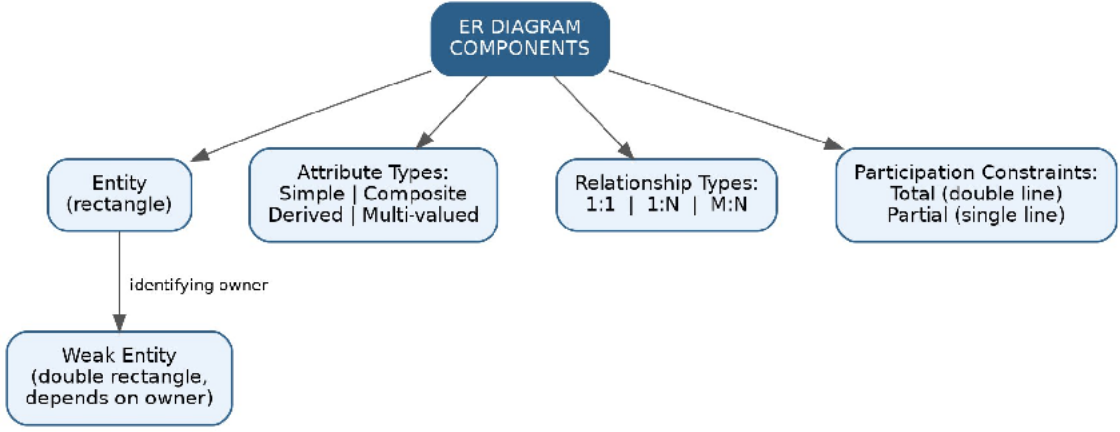 ER DIAGRAM
COMPONENTS
Entity
(rectangle)
Attribute Types:
Simple | Composite
Derived | Multi-valued
Relationship Types:
1:1 | 1:N | M:N
Participation Constraints:
Total (double line)
Partial (single line)
identifying owner
Weak Entity
(double rectangle,
depends on owner)